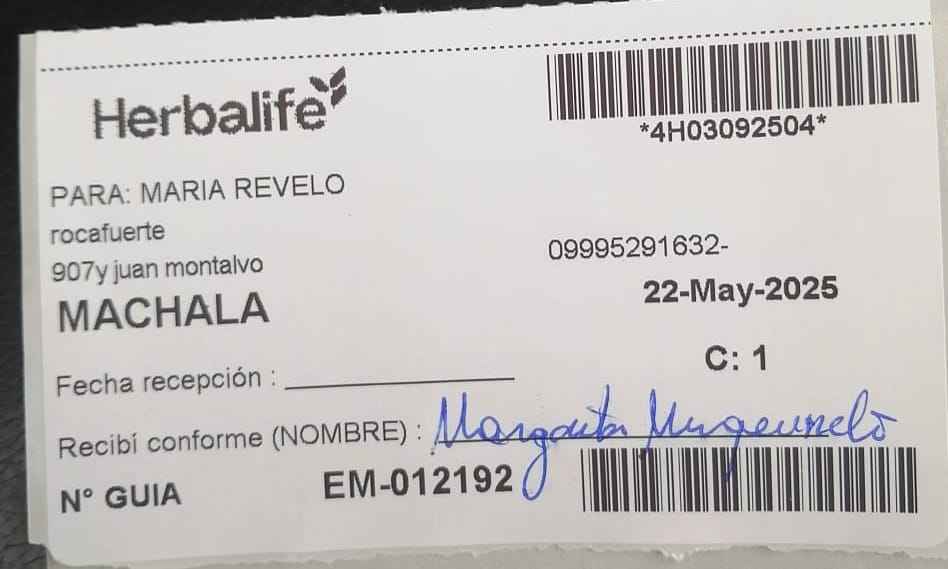 Herbalife
*4H03092504*
PARA: MARIA REVELO
rocafuerte
907y juan montalvo
09995291632-
MACHALA
22-May-2025
C: 1
Fecha recepción : 
Recibí conforme (NOMBRE) : Margarita
N° GUIA EM-012192